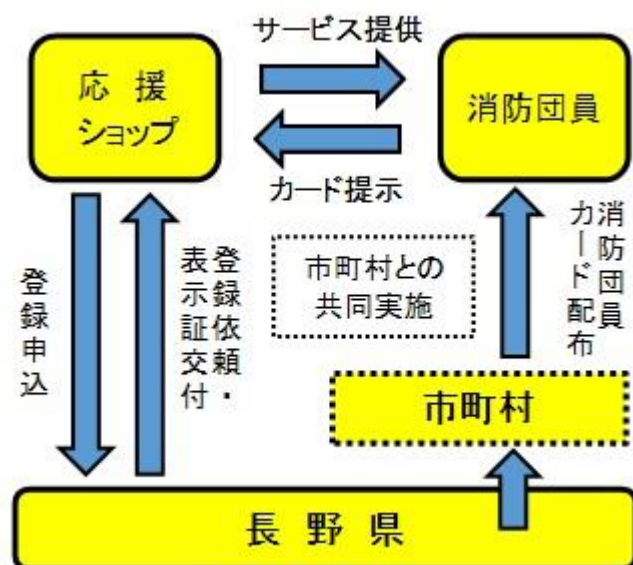 サービス提供
応援
ショップ
消防団員
カード提示
登録申込
登録依頼・
表示証交付
市町村との
共同実施
消防団員
カード配布
市町村
長野県